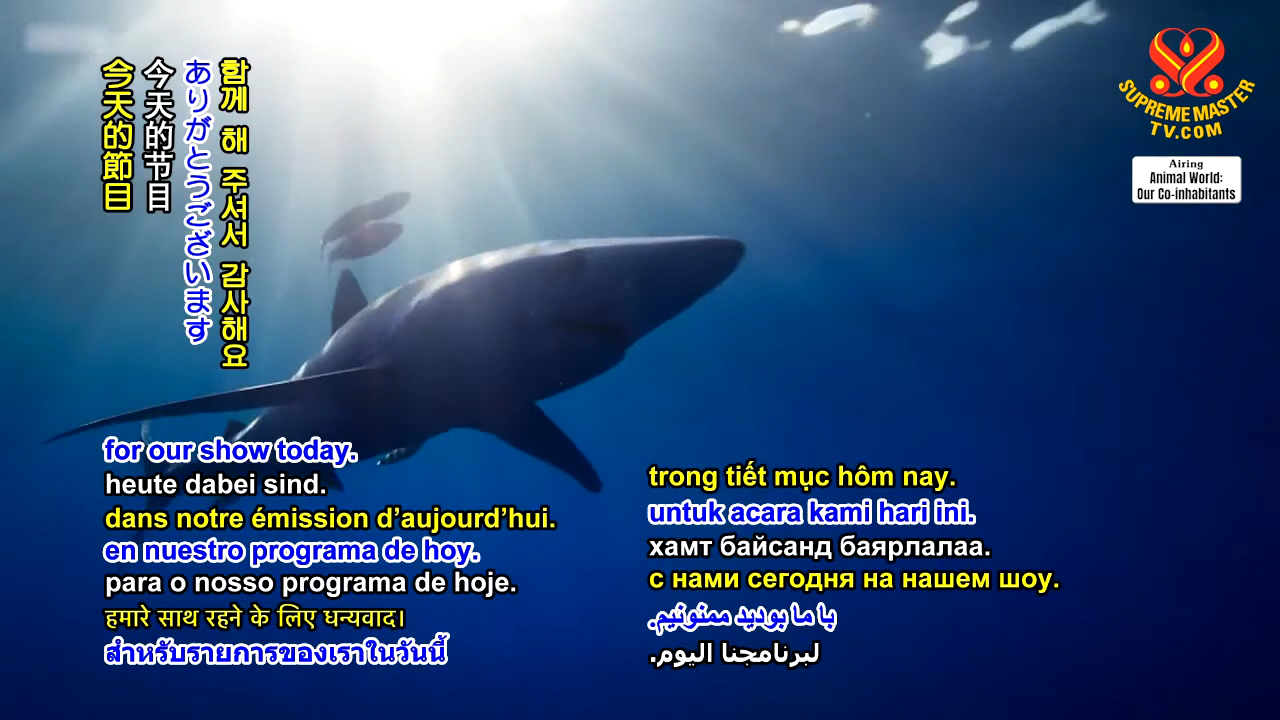 今天的節目
今天的节目
ありがとうございます
함께 해 주셔서 감사해요
SUPREME MASTER
TV.COM
Airing
Animal World:
Our Co-inhabitants
for our show today.
heute dabei sind.
dans notre émission d’aujourd’hui.
en nuestro programa de hoy.
para o nosso programa de hoje.
हमारे साथ रहने के लिए धन्यवाद।
สำหรับรายการของเราในวันนี้
trong tiết mục hôm nay.
untuk acara kami hari ini.
хамт байсанд баярлалаа.
с нами сегодня на нашем шоу.
با ما بودید ممنونیم.
لبرنامجنا اليوم.